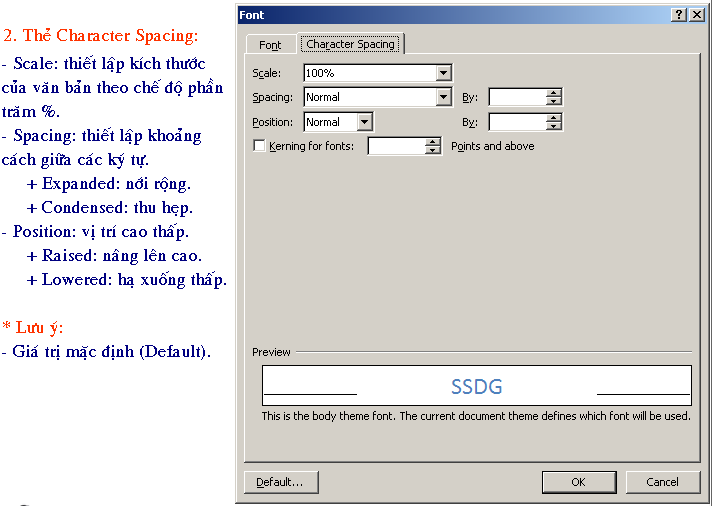 2. Thẻ Character Spacing:
- Scale: thiết lập kích thước
của văn bản theo chế độ phần
trăm %.
- Spacing: thiết lập khoảng
cách giữa các ký tự.
+ Expanded: nới rộng.
+ Condensed: thu hẹp.
- Position: vị trí cao thấp.
+ Raised: nâng lên cao.
+ Lowered: hạ xuống thấp.
* Lưu ý:
- Giá trị mặc định (Default).
Font
Font Character Spacing
Scale: 100%
Spacing: Normal By:
Position: Normal By:
Kerning for fonts: Points and above
Preview
SSDG
This is the body theme font. The current document theme defines which font will be used.
Default... OK Cancel